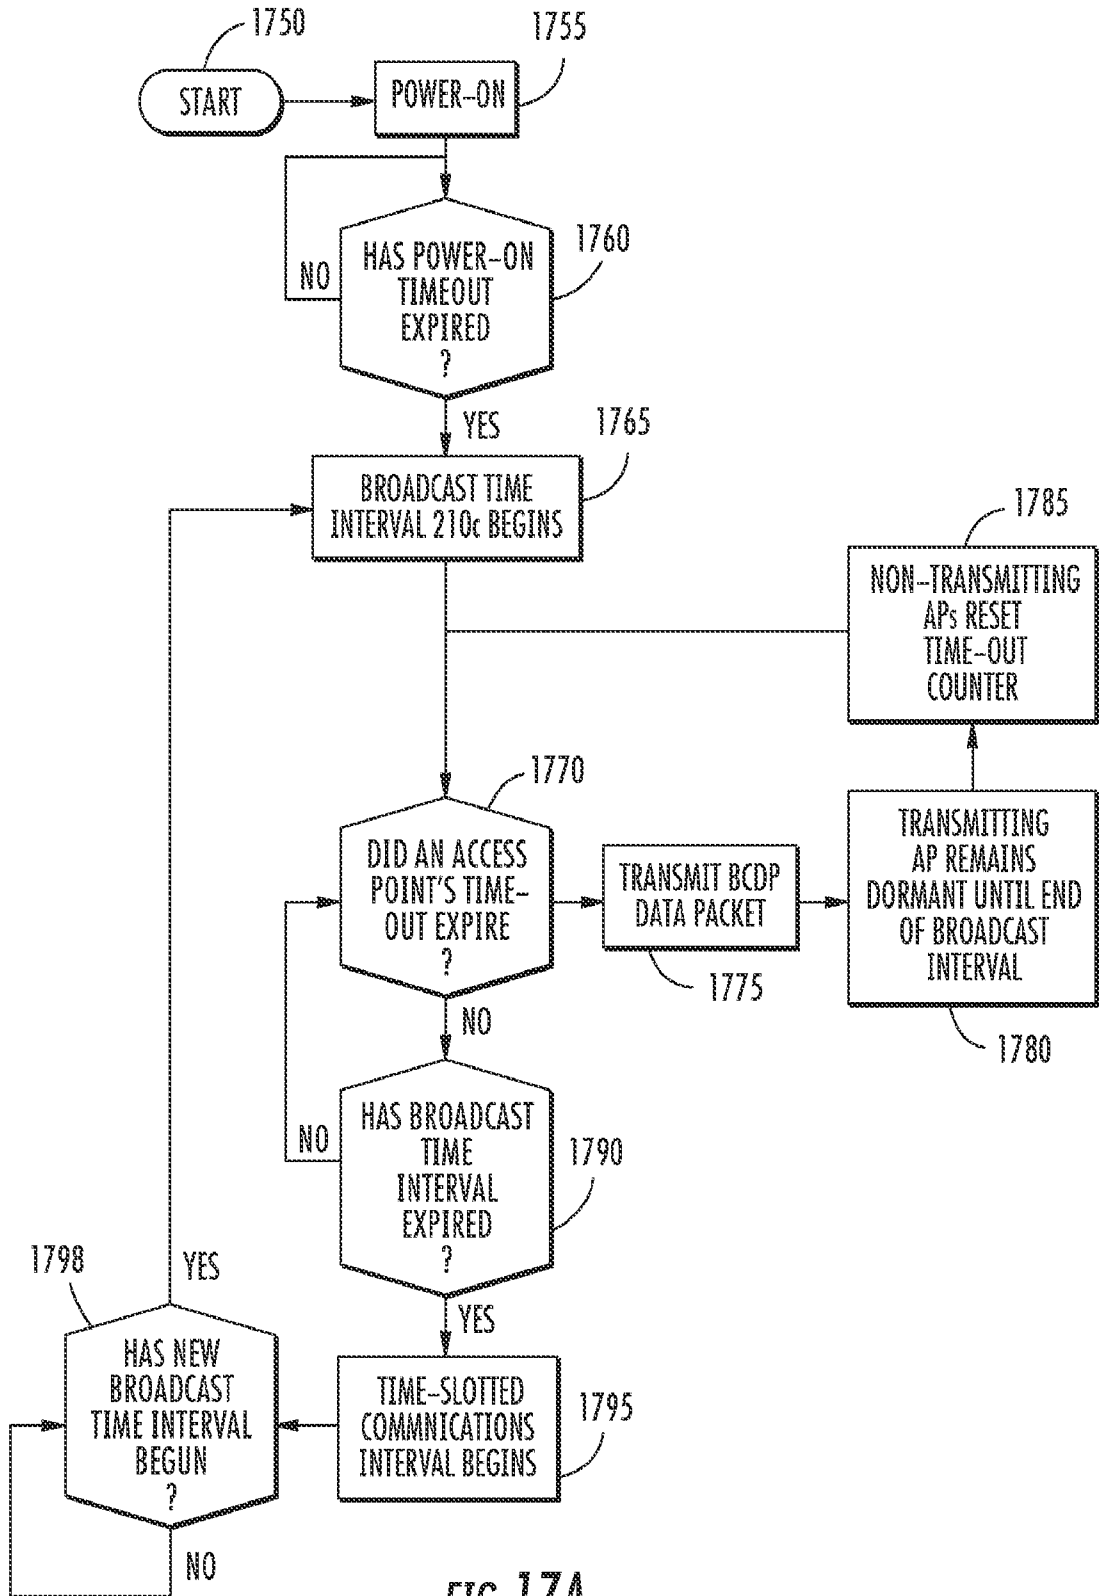 1750
START
1755
POWER-ON
1760
HAS POWER-ON
TIMEOUT
EXPIRED
?
NO
YES
1765
BROADCAST TIME
INTERVAL 210c BEGINS
1785
NON-TRANSMITTING
APs RESET
TIME-OUT
COUNTER
1770
DID AN ACCESS
POINT'S TIME-
OUT EXPIRE
?
TRANSMIT BCDP
DATA PACKET
1775
TRANSMITTING
AP REMAINS
DORMANT UNTIL END
OF BROADCAST
INTERVAL
1780
NO
HAS BROADCAST
TIME
INTERVAL
EXPIRED
?
NO
1790
YES
1798
YES
HAS NEW
BROADCAST
TIME INTERVAL
BEGUN
?
TIME-SLOTTED
COMMNICATIONS
INTERVAL BEGINS
1795
NO
FIG. 17A